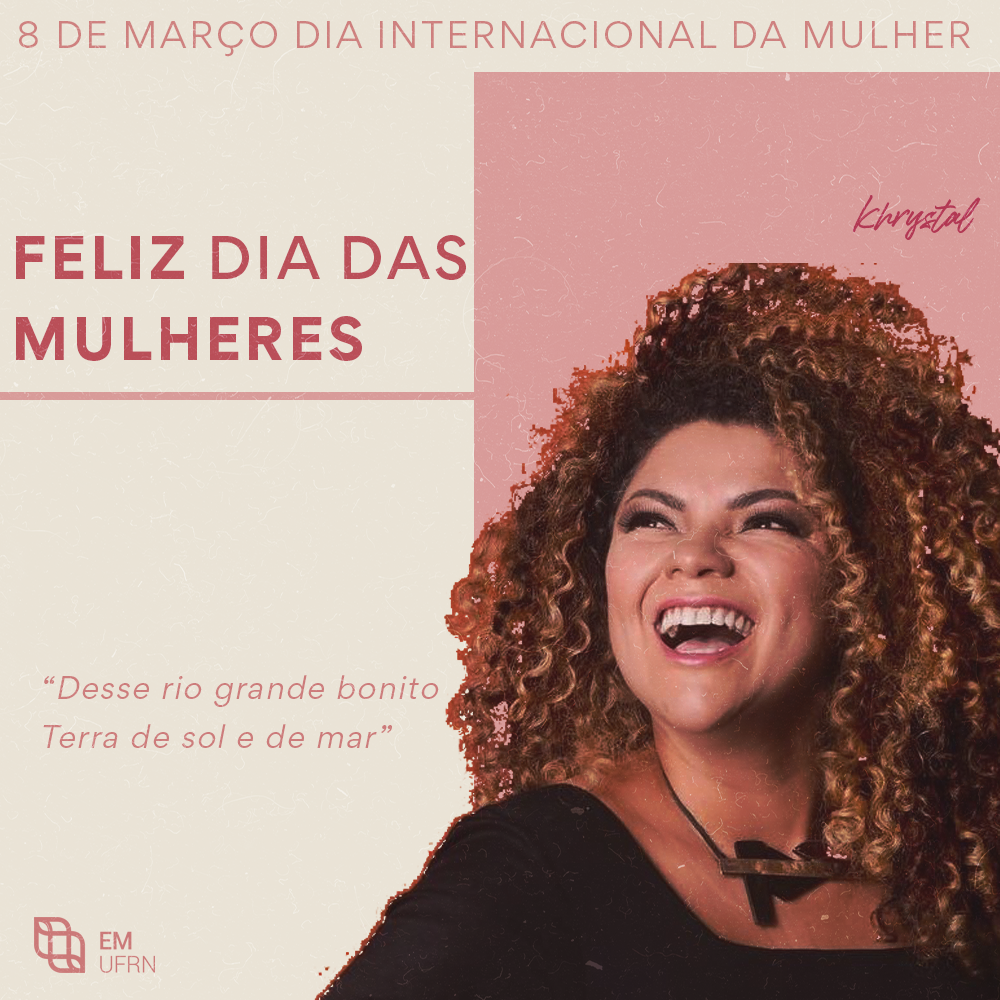 8 DE MARÇO DIA INTERNACIONAL DA MULHER
Khrystal
FELIZ DIA DAS
MULHERES
“Desse rio grande bonito
Terra de sol e de mar”
EM
UFRN